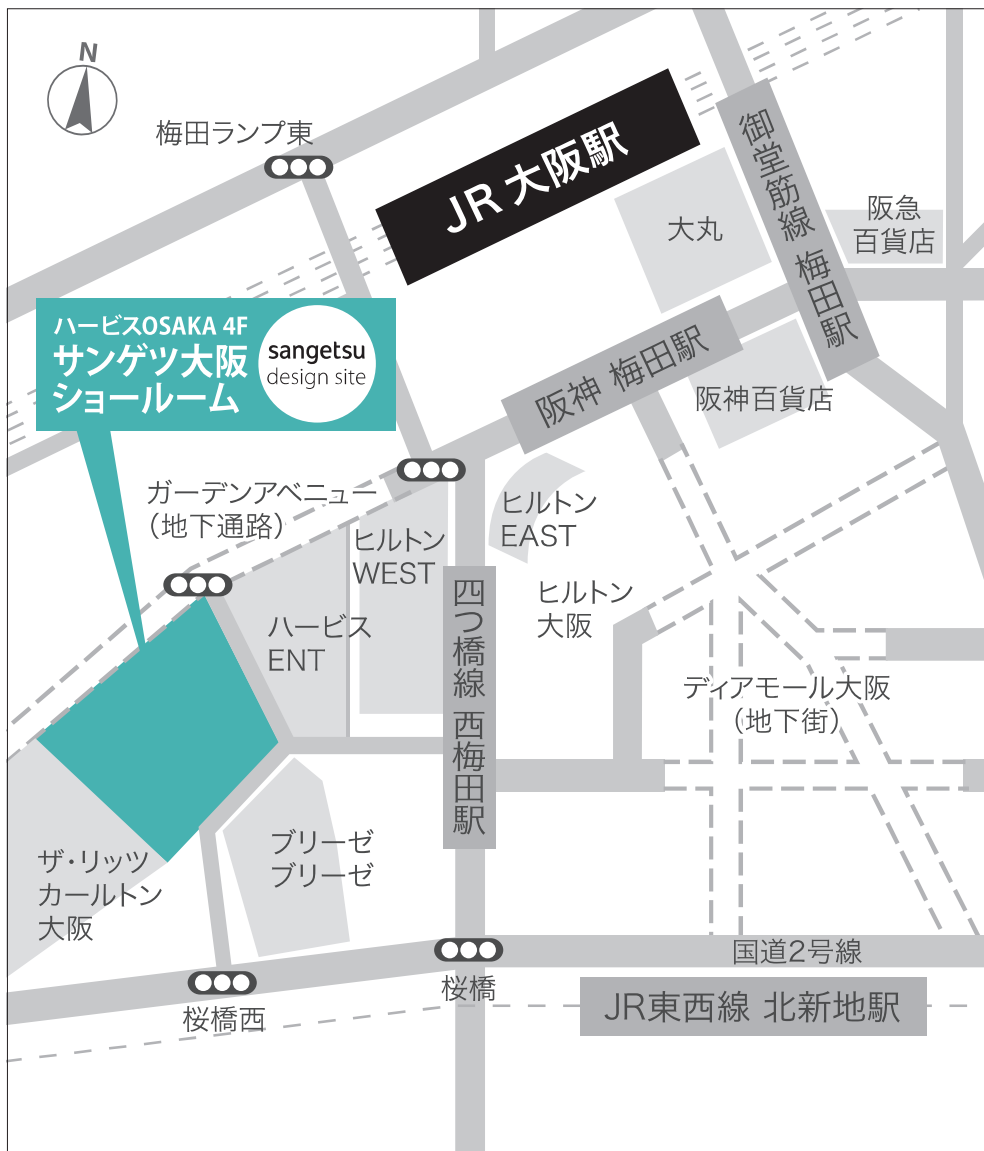 N
梅田ランプ東
JR 大阪駅
御堂筋線 梅田駅
大丸
阪急
百貨店
ハービスOSAKA 4F
サンゲツ大阪
ショールーム
sangetsu
design site
阪神 梅田駅
阪神百貨店
ガーデンアベニュー
（地下通路）
ヒルトン
WEST
ヒルトン
EAST
ヒルトン
大阪
ハービス
ENT
四つ橋線 西梅田駅
ディアモール大阪
（地下街）
ブリーゼ
ブリーゼ
ザ・リッツ
カールトン
大阪
国道2号線
桜橋
桜橋西
JR東西線 北新地駅